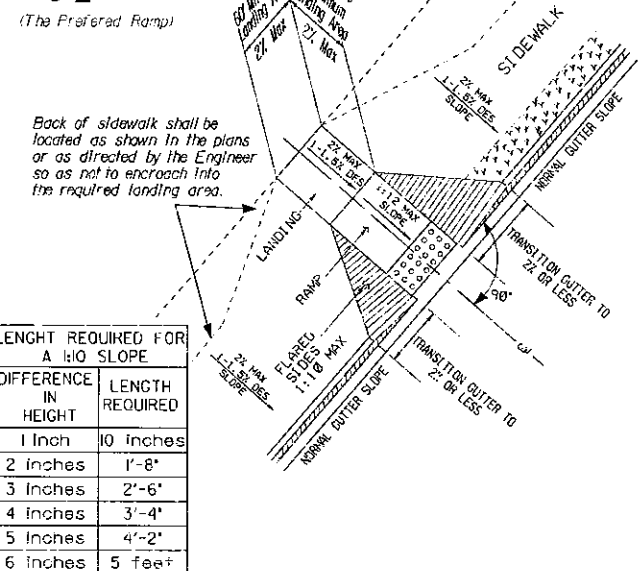 (The Preferred Ramp)
2% Max
2% Max
Landing Area
SIDEWALK
2% MAX
1-1.5% DES
SLOPE
Back of sidewalk shall be
located as shown in the plans
or as directed by the Engineer
so as not to encroach into
the required landing area.
2% MAX
1-1.5% DES
1:12 MAX
SLOPE
NORMAL GUTTER SLOPE
LANDING
RAMP
TRANSITION GUTTER TO
2% OR LESS
90°
3
FLARED
SIDES
1:10 MAX
2% MAX
1-1.5% DES
SLOPE
TRANSITION GUTTER TO
2% OR LESS
NORMAL GUTTER SLOPE
LENGHT REQUIRED FOR
A 1:10 SLOPE
DIFFERENCE
IN
HEIGHT
LENGTH
REQUIRED
1 Inch 10 inches
2 inches 1'-8"
3 inches 2'-6"
4 inches 3'-4"
5 inches 4'-2"
6 inches 5 feet